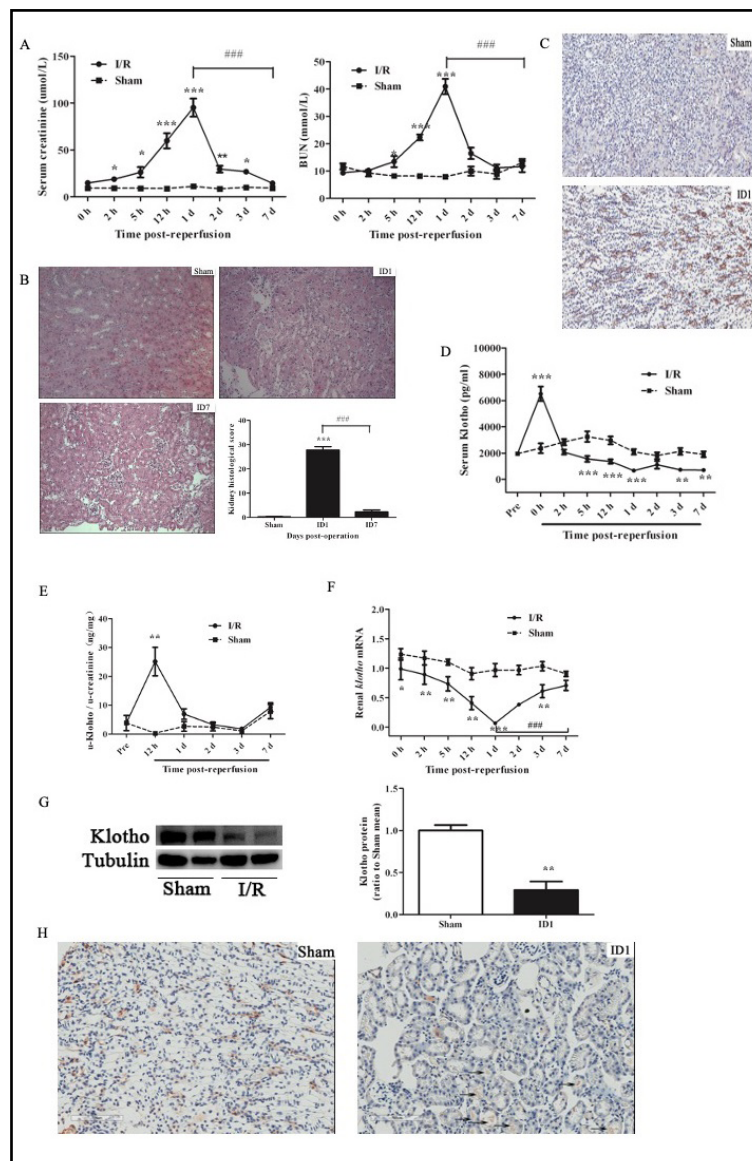 A
I/R
Sham
###
***
***
*
*
**
*
Serum creatinine (umol/L)
150
100
50
0
0 h
2 h
5 h
12 h
1 d
2 d
3 d
7 d
Time post-reperfusion
I/R
Sham
###
***
***
*
BUN (mmol/L)
50
40
30
20
10
0
0 h
2 h
5 h
12 h
1 d
2 d
3 d
7 d
Time post-reperfusion
C
Sham
ID1
B
Sham
ID1
ID7
Kidney histological score
40
30
20
10
0
***
###
Sham
ID1
ID7
Days post-operation
D
Serum Klotho (pg/ml)
10000
8000
6000
4000
2000
0
I/R
Sham
***
***
***
***
**
**
Pre
0 h
2 h
5 h
12 h
1 d
2 d
3 d
7 d
Time post-reperfusion
E
u-Klohto / u-creatinine (ng/mg)
40
30
20
10
0
I/R
Sham
**
Pre
12 h
1 d
2 d
3 d
7 d
Time post-reperfusion
F
Renal klotho mRNA
2.0
1.5
1.0
0.5
0.0
I/R
Sham
*
**
**
**
***
**
###
0 h
2 h
5 h
12 h
1 d
2 d
3 d
7 d
Time post-reperfusion
G
Klotho
Tubulin
Sham
I/R
Klotho protein
(ratio to Sham mean)
1.5
1.0
0.5
0.0
**
Sham
ID1
H
Sham
ID1